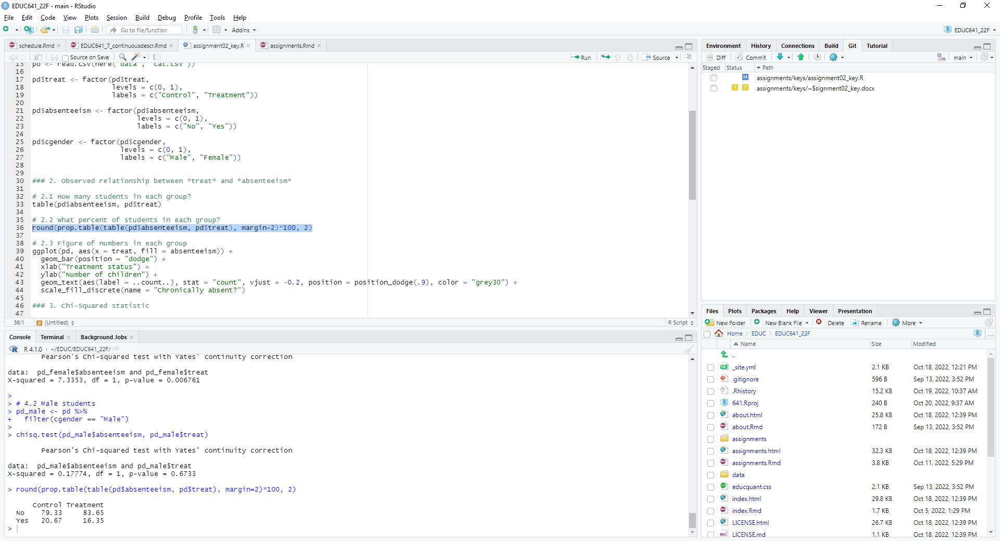 EDUC641_22F - main - RStudio
File Edit Code View Plots Session Build Debug Profile Tools Help
Go to file/function Addins EDUC641_22F
schedule.Rmd EDUC641_7_continuousdescr.Rmd assignment02_key.R assignments.Rmd
Source on Save Run Source
15 pd <- read.csv(here("data", "cat.csv"))
16
17 pd$treat <- factor(pd$treat,
18 levels = c(0, 1),
19 labels = c("Control", "Treatment"))
20
21 pd$absenteeism <- factor(pd$absenteeism,
22 levels = c(0, 1),
23 labels = c("No", "Yes"))
24
25 pd$cgender <- factor(pd$cgender,
26 levels = c(0, 1),
27 labels = c("Male", "Female"))
28
29
30 ### 2. Observed relationship between *treat* and *absenteeism*
31
32 # 2.1 How many students in each group?
33 table(pd$absenteeism, pd$treat)
34
35 # 2.2 What percent of students in each group?
36 round(prop.table(table(pd$absenteeism, pd$treat), margin=2)*100, 2)
37
38 # 2.3 Figure of numbers in each group
39 ggplot(pd, aes(x = treat, fill = absenteeism)) +
40 geom_bar(position = "dodge") +
41 xlab("Treatment status") +
42 ylab("Number of children") +
43 geom_text(aes(label = ..count..), stat = "count", vjust = -0.2, position = position_dodge(.9), color = "grey30") +
44 scale_fill_discrete(name = "Chronically absent?")
45
46 ### 3. Chi-Squared statistic
47
36:1 # (Untitled) R Script
Console Terminal Background Jobs
R 4.1.0 · ~/EDUC/EDUC641_22F/
Pearson's Chi-squared test with Yates' continuity correction
data: pd_female$absenteeism and pd_female$treat
X-squared = 7.3353, df = 1, p-value = 0.006761
>
> # 4.2 Male students
> pd_male <- pd %>%
+ filter(cgender == "Male")
>
> chisq.test(pd_male$absenteeism, pd_male$treat)
Pearson's Chi-squared test with Yates' continuity correction
data: pd_male$absenteeism and pd_male$treat
X-squared = 0.17774, df = 1, p-value = 0.6733
> round(prop.table(table(pd$absenteeism, pd$treat), margin=2)*100, 2)
Control Treatment
No 79.33 83.65
Yes 20.67 16.35
>
Environment History Connections Build Git Tutorial
Diff Commit main
Staged Status Path
M assignments/keys/assignment02_key.R
? ? assignments/keys/~$signment02_key.docx
Files Plots Packages Help Viewer Presentation
New Folder New Blank File Delete Rename More
Home EDUC EDUC641_22F ...
Name Size Modified
..
_site.yml 2.1 KB Oct 18, 2022, 12:21 PM
.gitignore 596 B Sep 13, 2022, 3:52 PM
.Rhistory 15.2 KB Oct 19, 2022, 10:37 AM
641.Rproj 240 B Oct 20, 2022, 9:37 AM
about.html 25.8 KB Oct 18, 2022, 12:39 PM
about.Rmd 172 B Sep 13, 2022, 3:52 PM
assignments
assignments.html 32.3 KB Oct 18, 2022, 12:39 PM
assignments.Rmd 3.8 KB Oct 11, 2022, 5:29 PM
data
educquant.css 2.1 KB Sep 13, 2022, 3:52 PM
index.html 29.8 KB Oct 18, 2022, 12:39 PM
index.Rmd 1.7 KB Oct 5, 2022, 1:29 PM
LICENSE.html 26.7 KB Oct 18, 2022, 12:39 PM
LICENSE.md 1.1 KB Oct 18, 2022, 12:39 PM